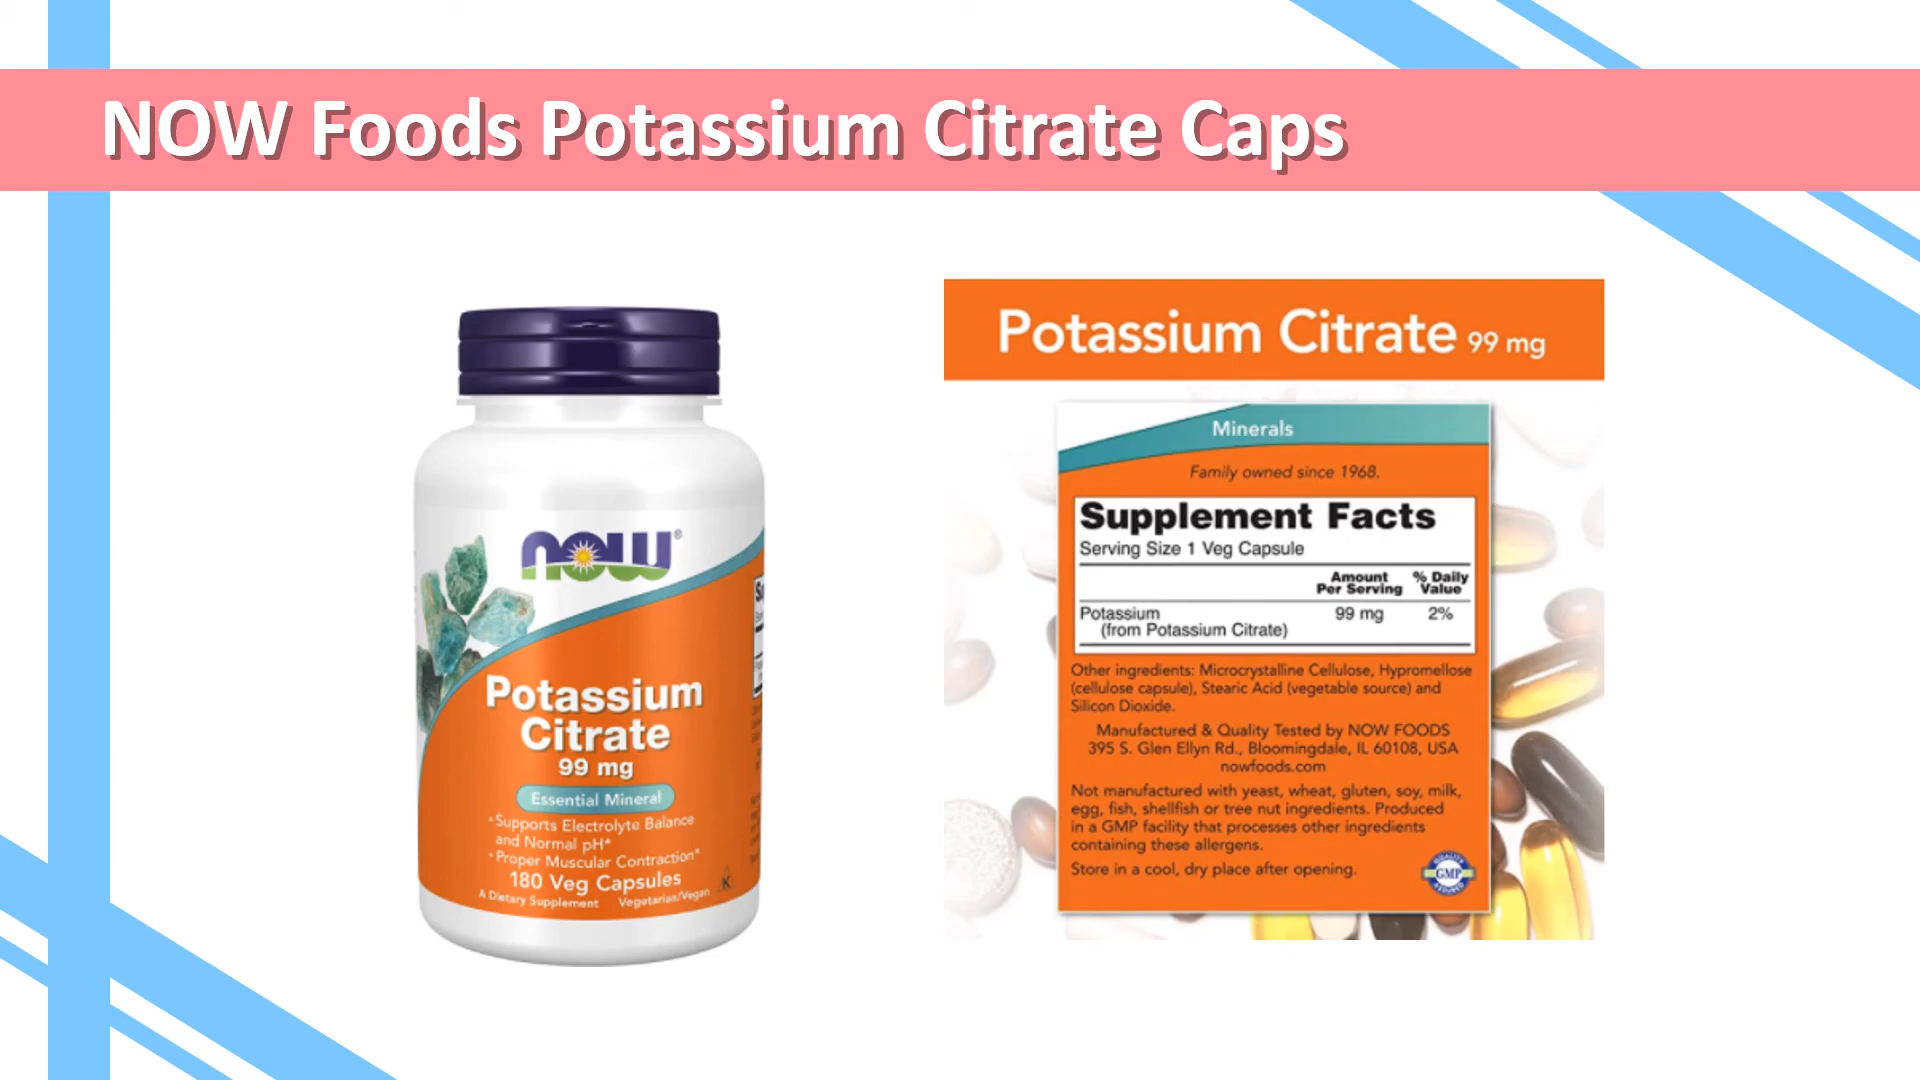 NOW Foods Potassium Citrate Caps
now®
Potassium
Citrate
99 mg
Essential Mineral
• Supports Electrolyte Balance
and Normal pH*
• Proper Muscular Contraction*
180 Veg Capsules
A Dietary Supplement Vegetarian/Vegan
K
Potassium Citrate 99 mg
Minerals
Family owned since 1968.
Supplement Facts
Serving Size 1 Veg Capsule
Amount % Daily
Per Serving Value
Potassium 99 mg 2%
(from Potassium Citrate)
Other ingredients: Microcrystalline Cellulose, Hypromellose
(cellulose capsule), Stearic Acid (vegetable source) and
Silicon Dioxide.
Manufactured & Quality Tested by NOW FOODS
395 S. Glen Ellyn Rd., Bloomingdale, IL 60108, USA
nowfoods.com
Not manufactured with yeast, wheat, gluten, soy, milk,
egg, fish, shellfish or tree nut ingredients. Produced
in a GMP facility that processes other ingredients
containing these allergens.
Store in a cool, dry place after opening.
QUALITY
GMP
ASSURED